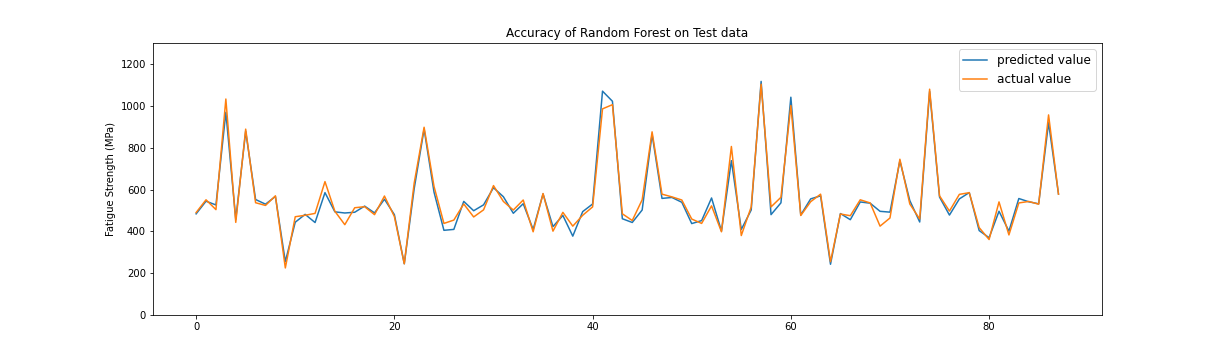 Accuracy of Random Forest on Test data
predicted value
actual value
Fatigue Strength (MPa)
1200
1000
800
600
400
200
0
0 20 40 60 80